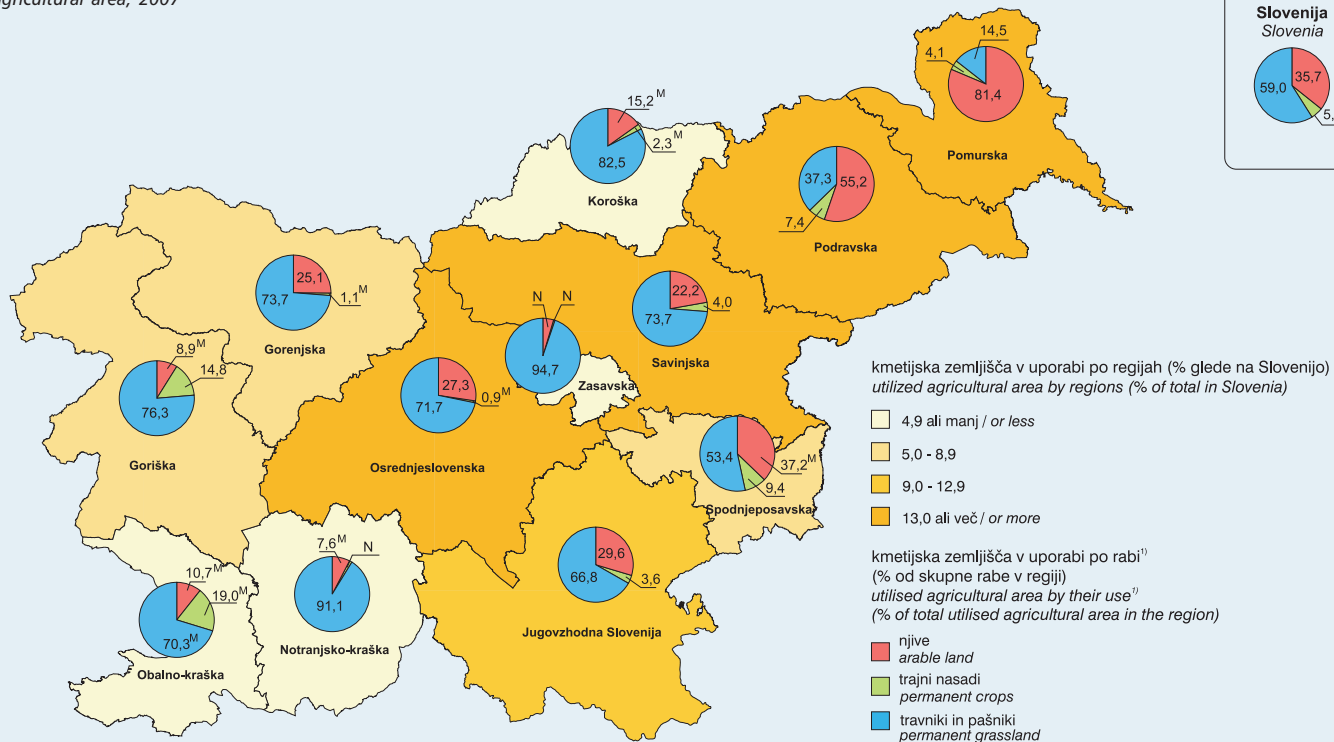 agricultural area, 2007
Slovenija
Slovenia
59,0
35,7
5,
14,5
4,1
81,4
Pomurska
15,2 M
2,3 M
82,5
Koroška
37,3
55,2
7,4
Podravska
25,1
73,7
1,1 M
Gorenjska
22,2
4,0
73,7
Savinjska
N
N
94,7
Zasavska
8,9 M
14,8
76,3
Goriška
27,3
0,9 M
71,7
Osrednjeslovenska
53,4
37,2 M
9,4
Spodnjeposavska
7,6 M
N
91,1
Notranjsko-kraška
29,6
66,8
3,6
Jugovzhodna Slovenija
10,7 M
19,0 M
70,3 M
Obalno-kraška
kmetijska zemljišča v uporabi po regijah (% glede na Slovenijo)
utilized agricultural area by regions (% of total in Slovenia)
4,9 ali manj / or less
5,0 - 8,9
9,0 - 12,9
13,0 ali več / or more
kmetijska zemljišča v uporabi po rabi 1)
(% od skupne rabe v regiji)
utilised agricultural area by their use 1)
(% of total utilised agricultural area in the region)
njive
arable land
trajni nasadi
permanent crops
travniki in pašniki
permanent grassland